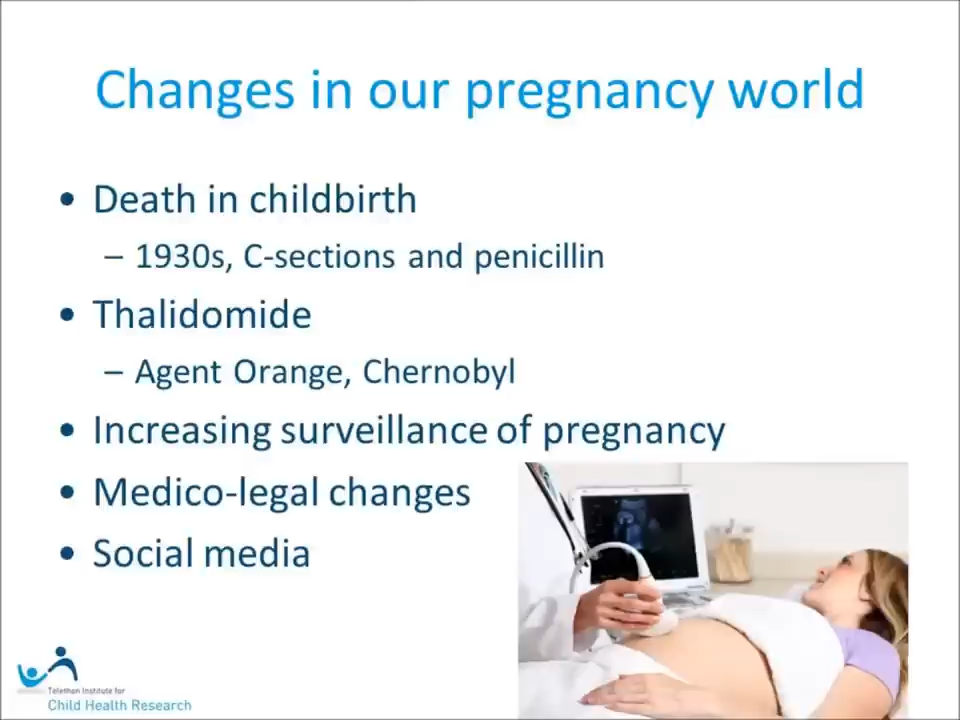 Changes in our pregnancy world
• Death in childbirth
– 1930s, C-sections and penicillin
• Thalidomide
– Agent Orange, Chernobyl
• Increasing surveillance of pregnancy
• Medico-legal changes
• Social media
Telethon Institute for
Child Health Research